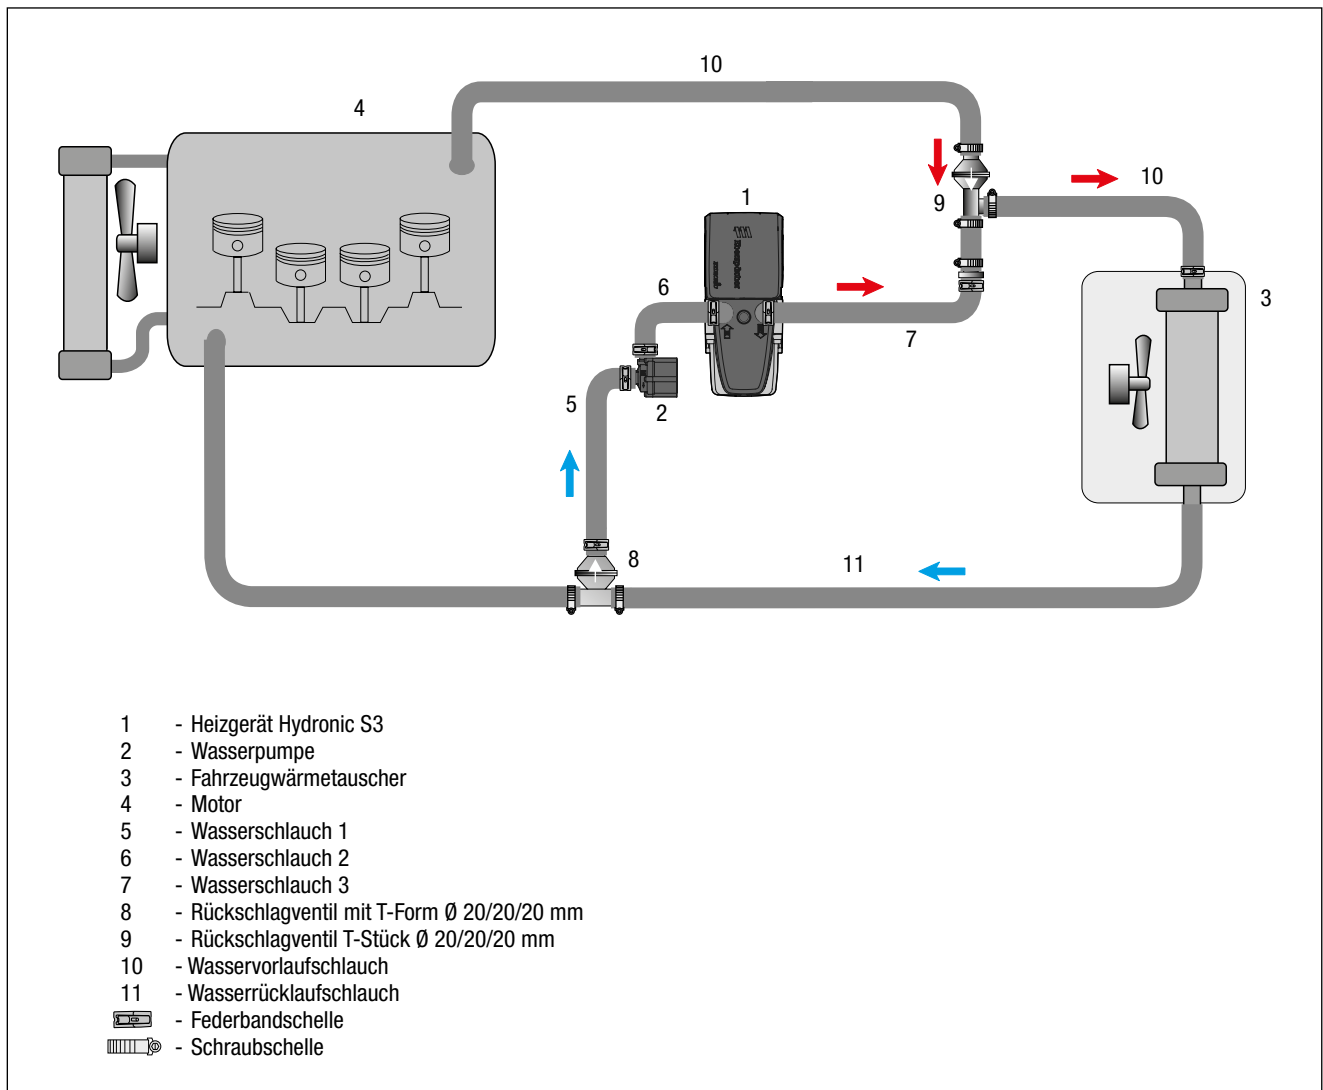 10
4
1
10
9
6
3
7
5
2
8
11
Eberspächer
1 - Heizgerät Hydronic S3
2 - Wasserpumpe
3 - Fahrzeugwärmetauscher
4 - Motor
5 - Wasserschlauch 1
6 - Wasserschlauch 2
7 - Wasserschlauch 3
8 - Rückschlagventil mit T-Form Ø 20/20/20 mm
9 - Rückschlagventil T-Stück Ø 20/20/20 mm
10 - Wasservorlaufschlauch
11 - Wasserrücklaufschlauch
- Federbandschelle
- Schraubschelle